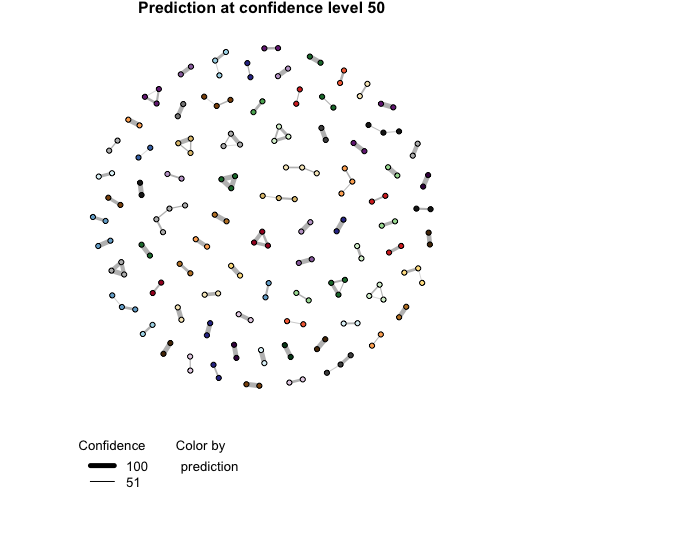 Prediction at confidence level 50
Confidence
Color by
100
prediction
51